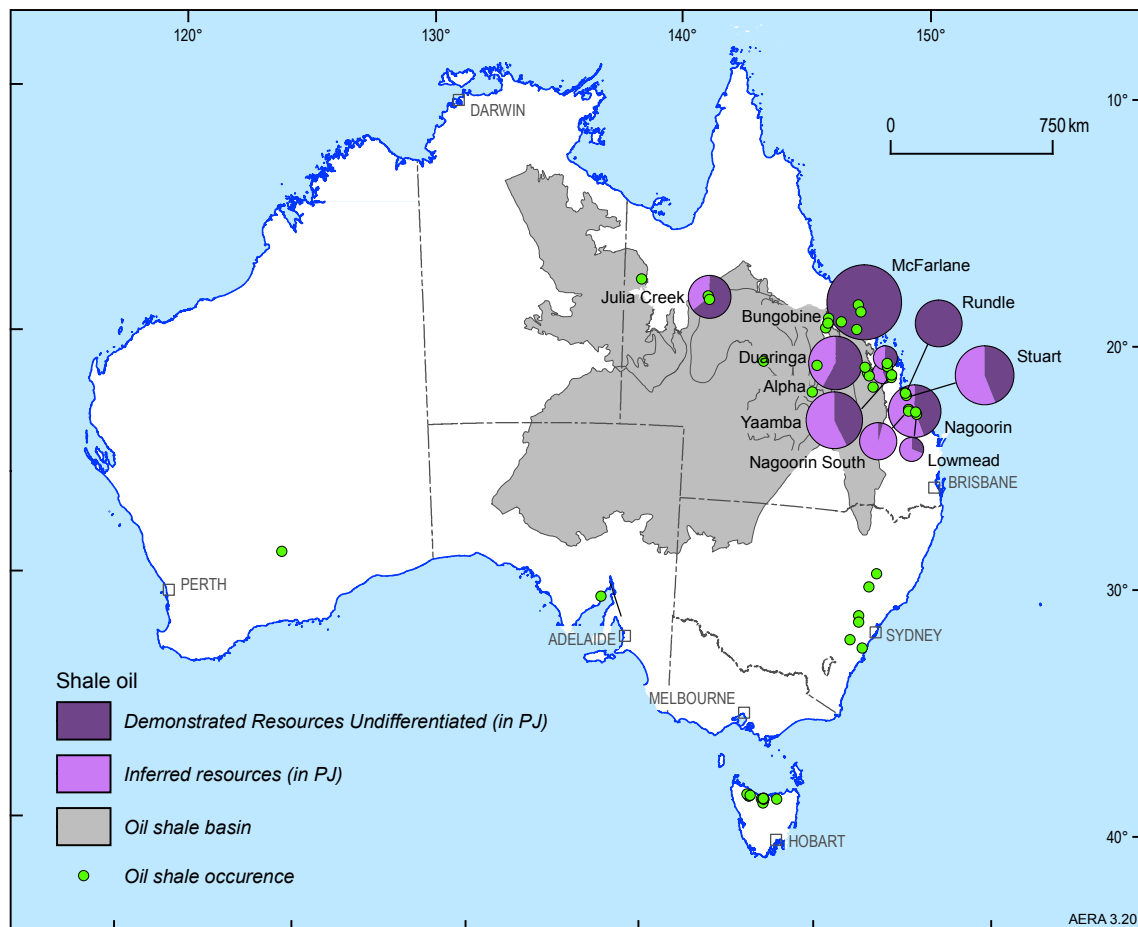 120°
130°
140°
150°
10°
DARWIN
0
750 km
McFarlane
Rundle
Julia Creek
Bungobine
Stuart
20°
Duaringa
Alpha
Yaamba
Nagoorin
Nagoorin South
Lowmead
BRISBANE
PERTH
30°
ADELAIDE
SYDNEY
Shale oil
MELBOURNE
Demonstrated Resources Undifferentiated (in PJ)
Inferred resources (in PJ)
Oil shale basin
HOBART
40°
Oil shale occurence
AERA 3.20